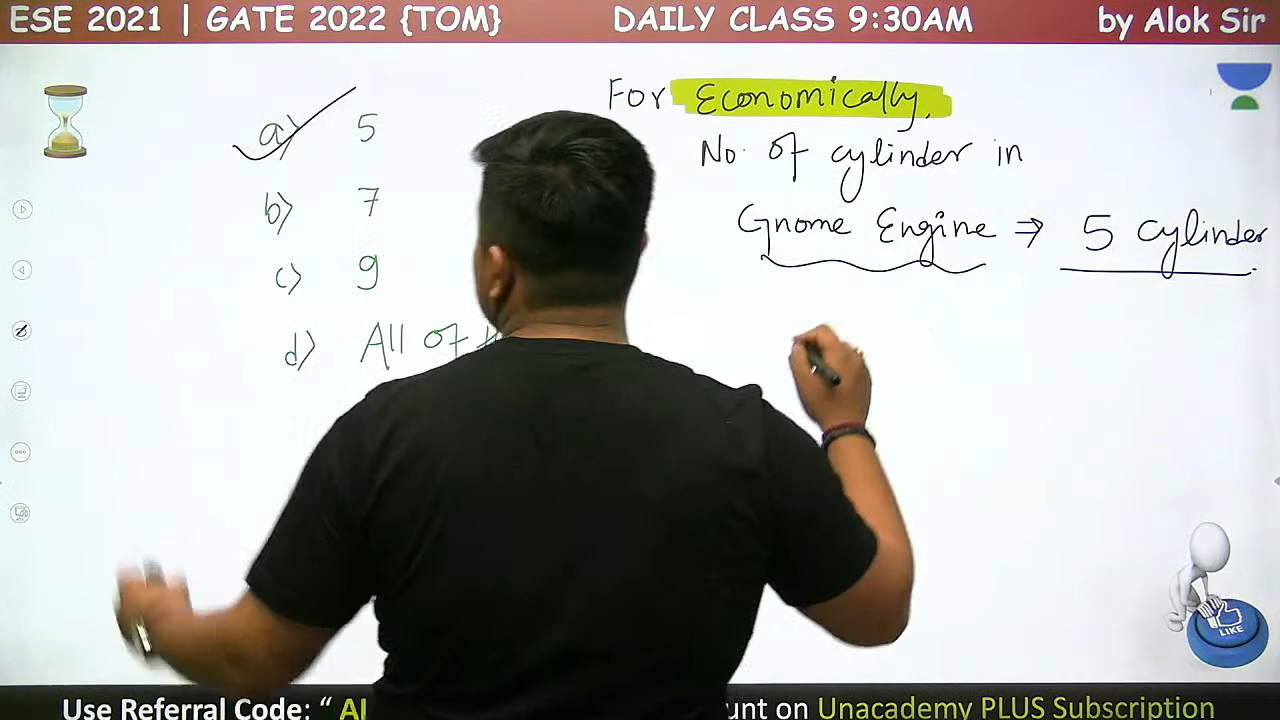 ESE 2021 | GATE 2022 {TOM} DAILY CLASS 9:30AM by Alok Sir
a) 5
b) 7
c) 9
d) All of
For Economically,
No. of cylinder in
Gnome Engine ⇒ 5 cylinder
LIKE
Use Referral Code: “ Al unt on Unacademy PLUS Subscription